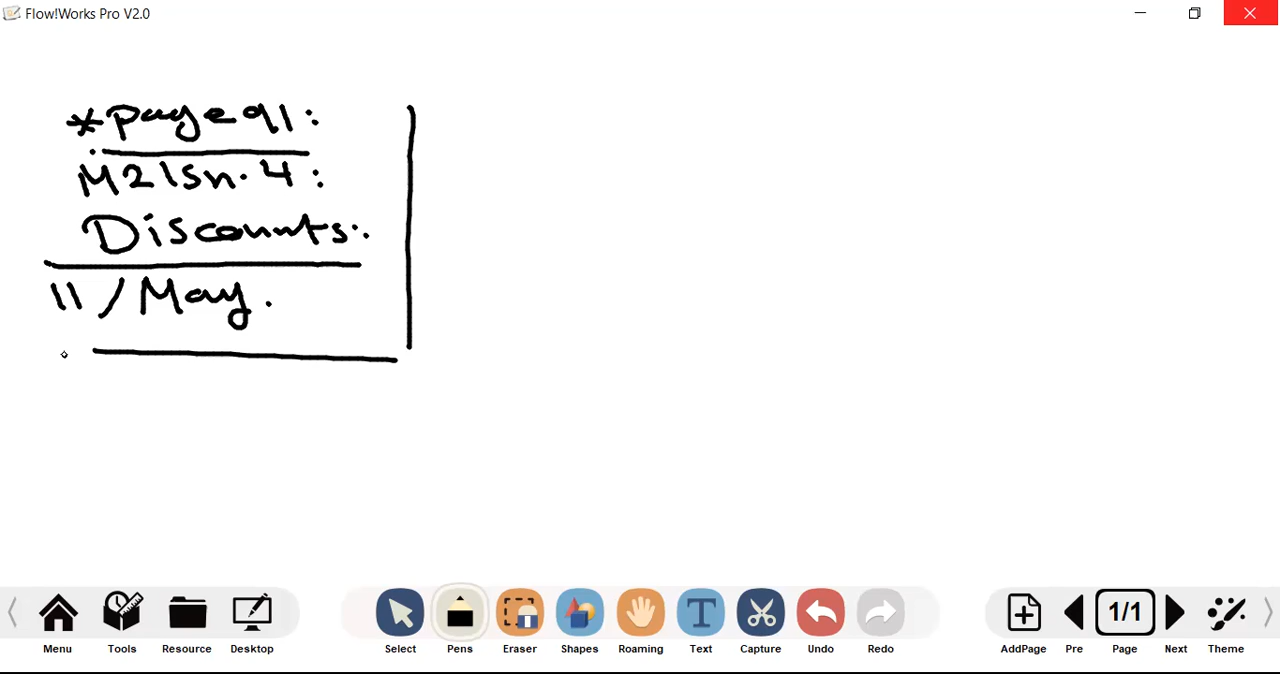 Flow!Works Pro V2.0
*page 91:
M2 lsn. 4:
Discounts:.
11 / May.
Menu Tools Resource Desktop Select Pens Eraser Shapes Roaming Text Capture Undo Redo AddPage Pre 1/1 Page Next Theme